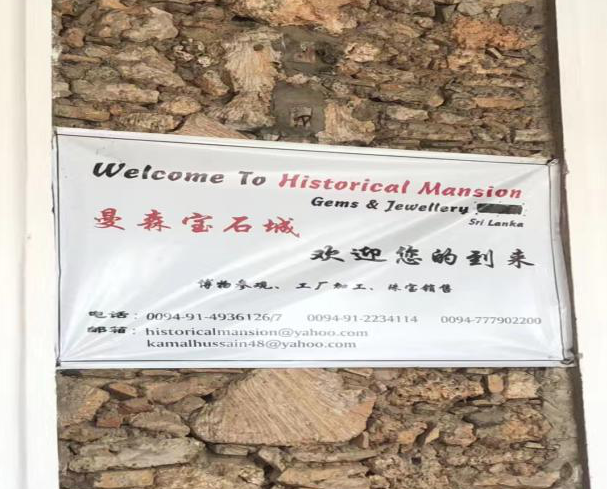 Welcome To Historical Mansion
Gems & Jewellery
Sri Lanka
曼森宝石城
欢迎您的到来
博物参观、工厂加工、珠宝销售
电话：0094-91-4936126/7 0094-91-2234114 0094-777902200
邮箱：historicalmansion@yahoo.com
kamalhussain48@yahoo.com